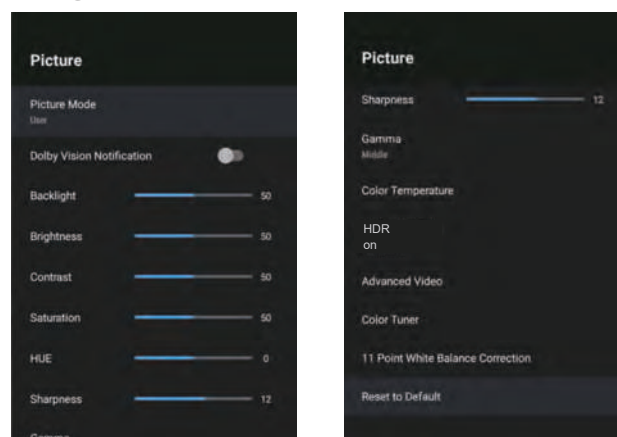 Picture
Picture Mode
User
Dolby Vision Notification
Backlight 50
Brightness 50
Contrast 50
Saturation 50
HUE 0
Sharpness 12
Gamma
Picture
Sharpness 12
Gamma
Middle
Color Temperature
HDR
on
Advanced Video
Color Tuner
11 Point White Balance Correction
Reset to Default